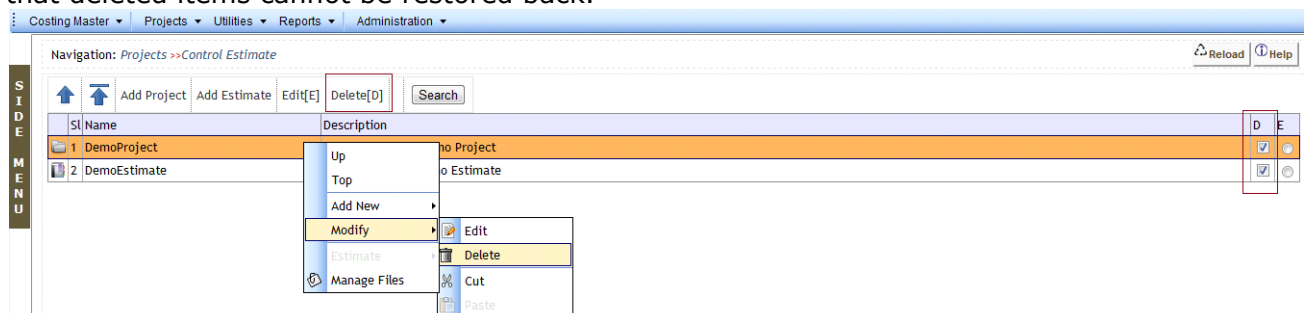 that deleted items cannot be restored back.
Costing Master Projects Utilities Reports Administration
Navigation: Projects >>Control Estimate Reload Help
SIDE MENU
Add Project Add Estimate Edit[E] Delete[D] Search
Sl Name Description D E
1 DemoProject no Project
2 DemoEstimate o Estimate
Up
Top
Add New
Modify
Edit
Estimate
Delete
Manage Files
Cut
Paste